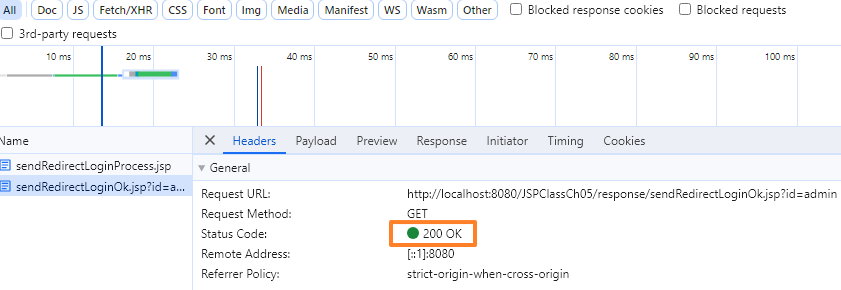 All Doc JS Fetch/XHR CSS Font Img Media Manifest WS Wasm Other Blocked response cookies Blocked requests
3rd-party requests
10 ms 20 ms 30 ms 40 ms 50 ms 60 ms 70 ms 80 ms 90 ms 100 ms
Name
sendRedirectLoginProcess.jsp
sendRedirectLoginOk.jsp?id=a...
Headers Payload Preview Response Initiator Timing Cookies
General
Request URL: http://localhost:8080/JSPClassCh05/response/sendRedirectLoginOk.jsp?id=admin
Request Method: GET
Status Code: 200 OK
Remote Address: [::1]:8080
Referrer Policy: strict-origin-when-cross-origin